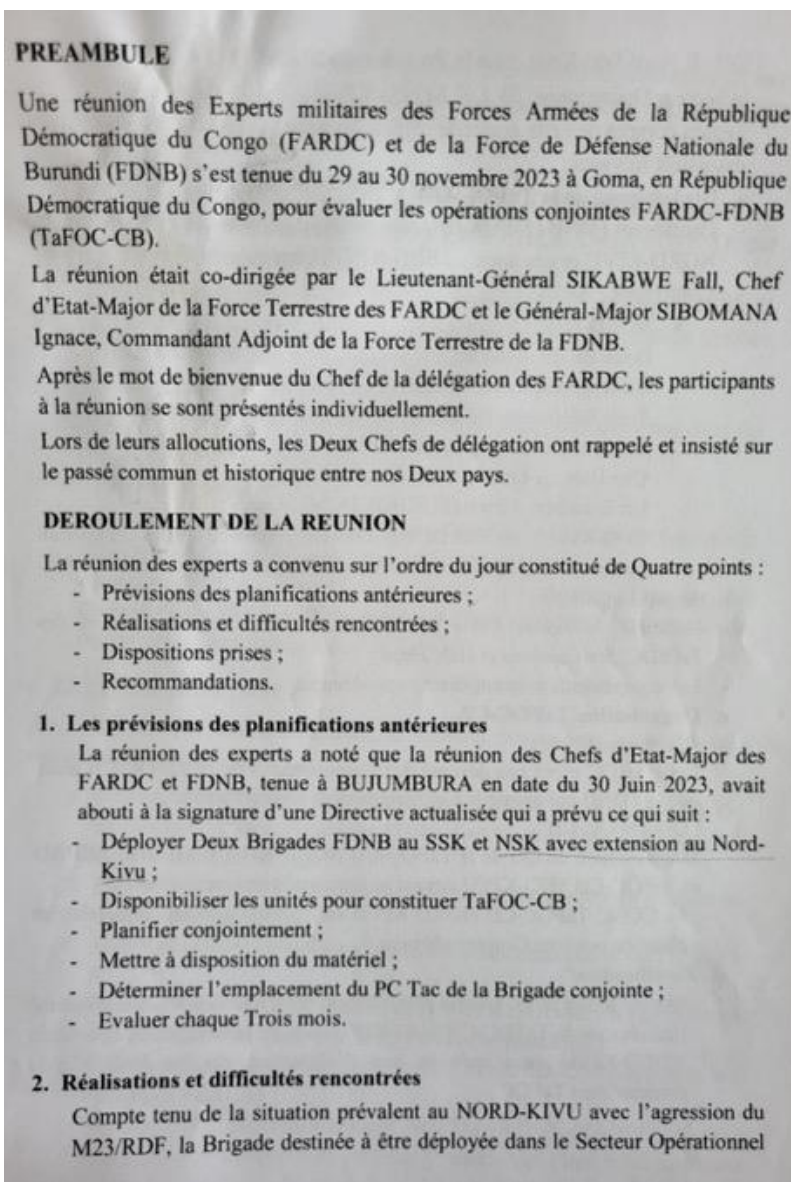 PREAMBULE
Une réunion des Experts militaires des Forces Armées de la République
Démocratique du Congo (FARDC) et de la Force de Défense Nationale du
Burundi (FDNB) s'est tenue du 29 au 30 novembre 2023 à Goma, en République
Démocratique du Congo, pour évaluer les opérations conjointes FARDC-FDNB
(TaFOC-CB).
La réunion était co-dirigée par le Lieutenant-Général SIKABWE Fall, Chef
d'Etat-Major de la Force Terrestre des FARDC et le Général-Major SIBOMANA
Ignace, Commandant Adjoint de la Force Terrestre de la FDNB.
Après le mot de bienvenue du Chef de la délégation des FARDC, les participants
à la réunion se sont présentés individuellement.
Lors de leurs allocutions, les Deux Chefs de délégation ont rappelé et insisté sur
le passé commun et historique entre nos Deux pays.
DEROULEMENT DE LA REUNION
La réunion des experts a convenu sur l'ordre du jour constitué de Quatre points :
- Prévisions des planifications antérieures ;
- Réalisations et difficultés rencontrées ;
- Dispositions prises ;
- Recommandations.
1. Les prévisions des planifications antérieures
La réunion des experts a noté que la réunion des Chefs d'Etat-Major des
FARDC et FDNB, tenue à BUJUMBURA en date du 30 Juin 2023, avait
abouti à la signature d'une Directive actualisée qui a prévu ce qui suit :
- Déployer Deux Brigades FDNB au SSK et NSK avec extension au Nord-
Kivu ;
- Disponibiliser les unités pour constituer TaFOC-CB ;
- Planifier conjointement ;
- Mettre à disposition du matériel ;
- Déterminer l'emplacement du PC Tac de la Brigade conjointe ;
- Evaluer chaque Trois mois.
2. Réalisations et difficultés rencontrées
Compte tenu de la situation prévalent au NORD-KIVU avec l'agression du
M23/RDF, la Brigade destinée à être déployée dans le Secteur Opérationnel